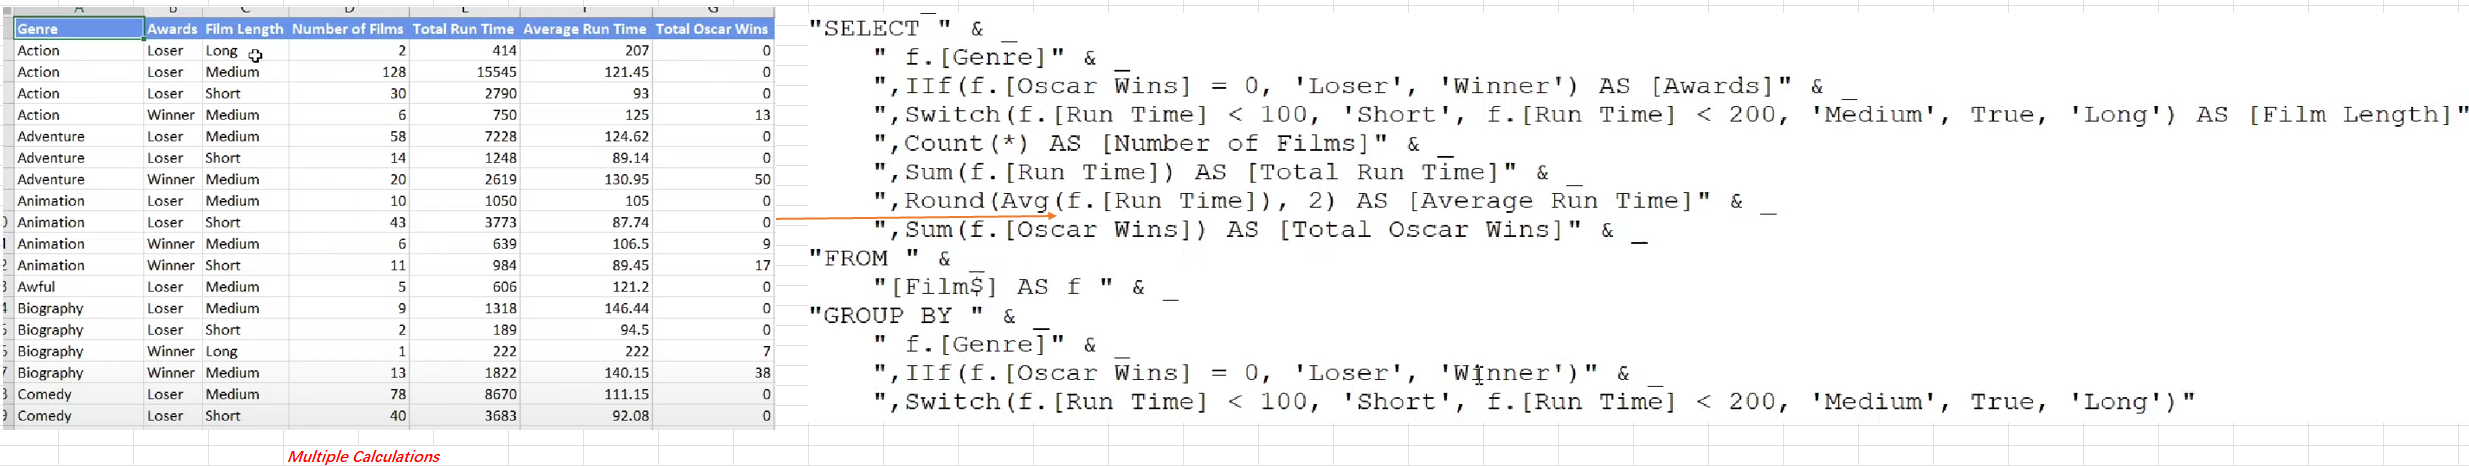 A B C D E F G
Genre Awards Film Length Number of Films Total Run Time Average Run Time Total Oscar Wins
Action Loser Long 2 414 207 0
Action Loser Medium 128 15545 121.45 0
Action Loser Short 30 2790 93 0
Action Winner Medium 6 750 125 13
Adventure Loser Medium 58 7228 124.62 0
Adventure Loser Short 14 1248 89.14 0
Adventure Winner Medium 20 2619 130.95 50
Animation Loser Medium 10 1050 105 0
0 Animation Loser Short 43 3773 87.74 0
1 Animation Winner Medium 6 639 106.5 9
2 Animation Winner Short 11 984 89.45 17
3 Awful Loser Medium 5 606 121.2 0
4 Biography Loser Medium 9 1318 146.44 0
5 Biography Loser Short 2 189 94.5 0
6 Biography Winner Long 1 222 222 7
7 Biography Winner Medium 13 1822 140.15 38
8 Comedy Loser Medium 78 8670 111.15 0
9 Comedy Loser Short 40 3683 92.08 0
Multiple Calculations
"SELECT " & _
" f.[Genre]" & _
",IIf(f.[Oscar Wins] = 0, 'Loser', 'Winner') AS [Awards]" & _
",Switch(f.[Run Time] < 100, 'Short', f.[Run Time] < 200, 'Medium', True, 'Long') AS [Film Length]"
",Count(*) AS [Number of Films]" & _
",Sum(f.[Run Time]) AS [Total Run Time]" & _
",Round(Avg(f.[Run Time]), 2) AS [Average Run Time]" & _
",Sum(f.[Oscar Wins]) AS [Total Oscar Wins]" & _
"FROM " & _
"[Film$] AS f " & _
"GROUP BY " & _
" f.[Genre]" & _
",IIf(f.[Oscar Wins] = 0, 'Loser', 'Winner')" & _
",Switch(f.[Run Time] < 100, 'Short', f.[Run Time] < 200, 'Medium', True, 'Long')"